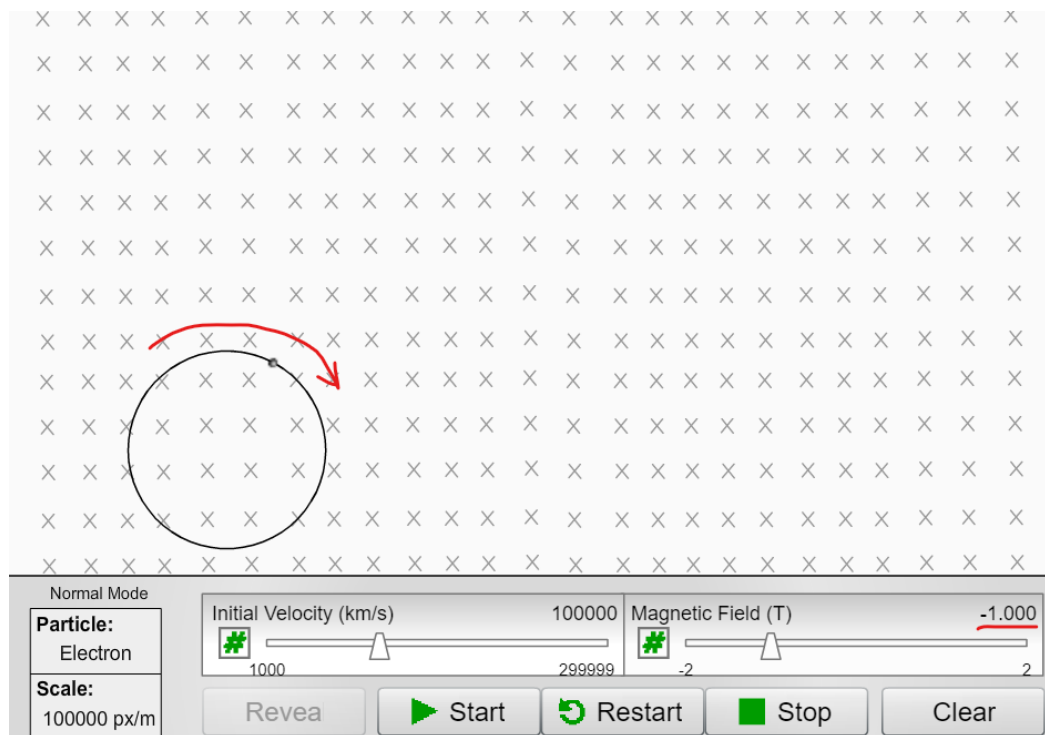 Normal Mode
Particle:
Electron
Scale:
100000 px/m
Initial Velocity (km/s) 100000
#
1000 299999
Magnetic Field (T) -1.000
#
-2 2
Revea Start Restart Stop Clear